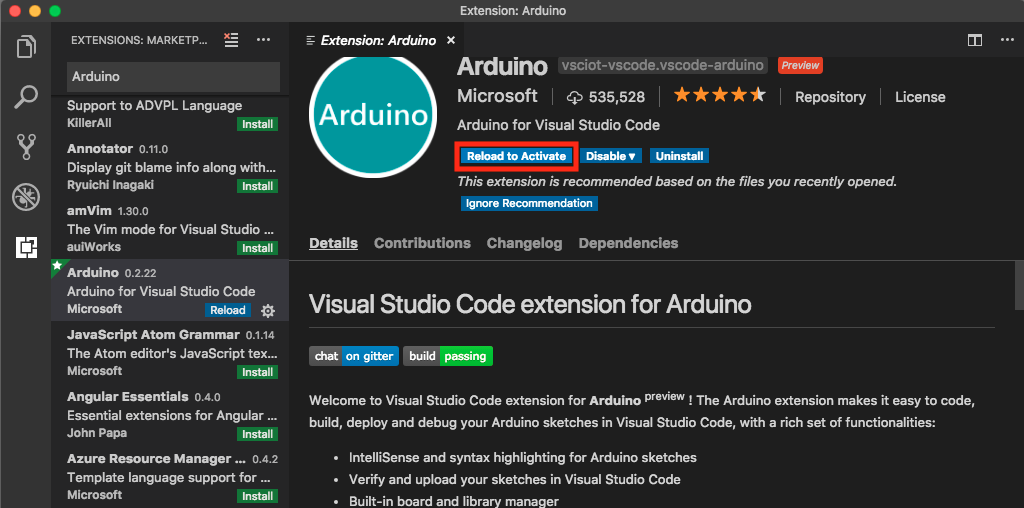 Extension: Arduino
EXTENSIONS: MARKETP...
Arduino
Support to ADVPL Language
KillerAll
Install
Annotator 0.11.0
Display git blame info along with...
Ryuichi Inagaki
Install
amVim 1.30.0
The Vim mode for Visual Studio ...
auiWorks
Install
Arduino 0.2.22
Arduino for Visual Studio Code
Microsoft
Reload
JavaScript Atom Grammar 0.1.14
The Atom editor's JavaScript tex...
Microsoft
Install
Angular Essentials 0.4.0
Essential extensions for Angular ...
John Papa
Install
Azure Resource Manager ... 0.4.2
Template language support for ...
Microsoft
Install
Extension: Arduino
Arduino
Arduino vsciot-vscode.vscode-arduino Preview
Microsoft 535,528 Repository License
Arduino for Visual Studio Code
Reload to Activate Disable Uninstall
This extension is recommended based on the files you recently opened.
Ignore Recommendation
Details Contributions Changelog Dependencies
Visual Studio Code extension for Arduino
chat on gitter build passing
Welcome to Visual Studio Code extension for Arduino preview ! The Arduino extension makes it easy to code,
build, deploy and debug your Arduino sketches in Visual Studio Code, with a rich set of functionalities:
• IntelliSense and syntax highlighting for Arduino sketches
• Verify and upload your sketches in Visual Studio Code
• Built-in board and library manager